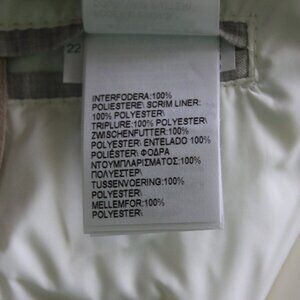 22
INTERFODERA:100%
POLIESTERE\ SCRIM LINER:
100% POLYESTER\
TRIPLURE:100% POLYESTER\
ZWISCHENFUTTER:100%
POLYESTER\ ENTELADO 100%
POLIÉSTER\ ΦΟΔΡΑ
ΝΤΟΥΜΠΛΑΡΙΣΜΑΤΟΣ:100%
ΠΟΛΥΕΣΤΕΡ\
TUSSENVOERING:100%
POLYESTER\
MELLEMFOR:100%
POLYESTER\